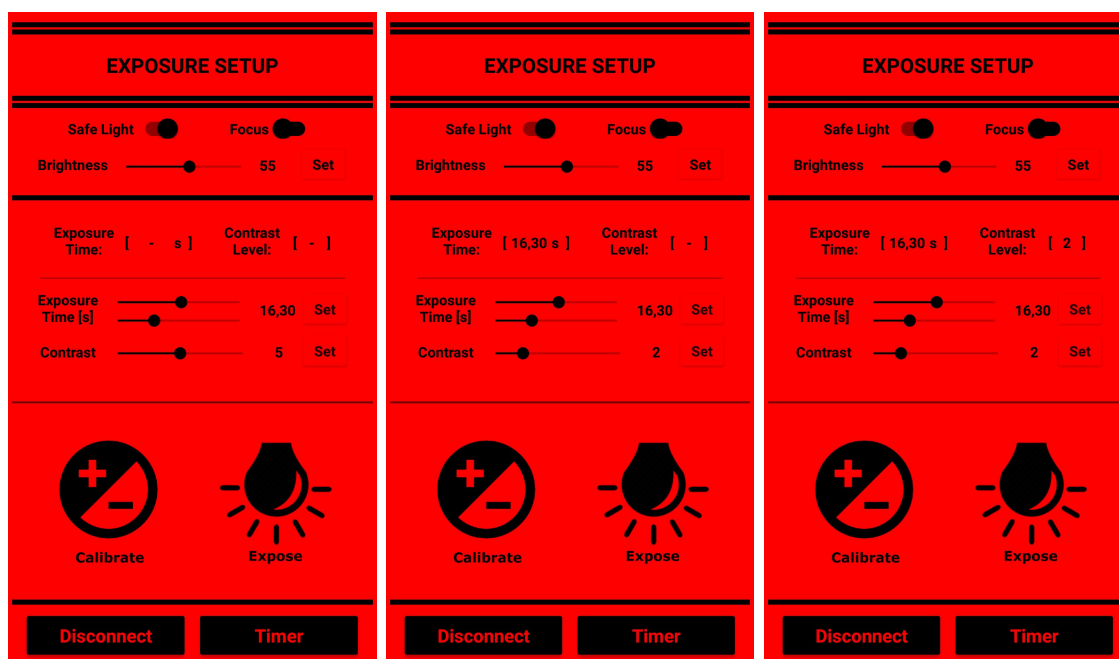 EXPOSURE SETUP
Safe Light Focus
Brightness 55 Set
Exposure Time: [ - s ] Contrast Level: [ - ]
Exposure Time [s] 16,30 Set
Contrast 5 Set
Calibrate Expose
Disconnect Timer
EXPOSURE SETUP
Safe Light Focus
Brightness 55 Set
Exposure Time: [ 16,30 s ] Contrast Level: [ - ]
Exposure Time [s] 16,30 Set
Contrast 2 Set
Calibrate Expose
Disconnect Timer
EXPOSURE SETUP
Safe Light Focus
Brightness 55 Set
Exposure Time: [ 16,30 s ] Contrast Level: [ 2 ]
Exposure Time [s] 16,30 Set
Contrast 2 Set
Calibrate Expose
Disconnect Timer